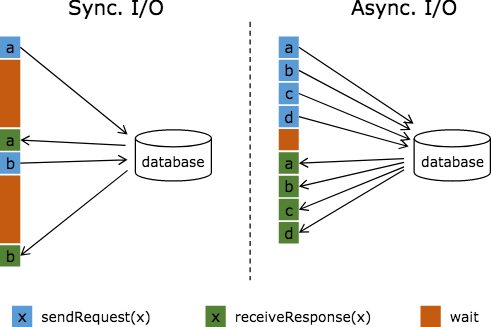 Sync. I/O
Async. I/O
a
a
b
b
a
b
c
d
a
b
c
d
database
database
x sendRequest(x)
x receiveResponse(x)
wait